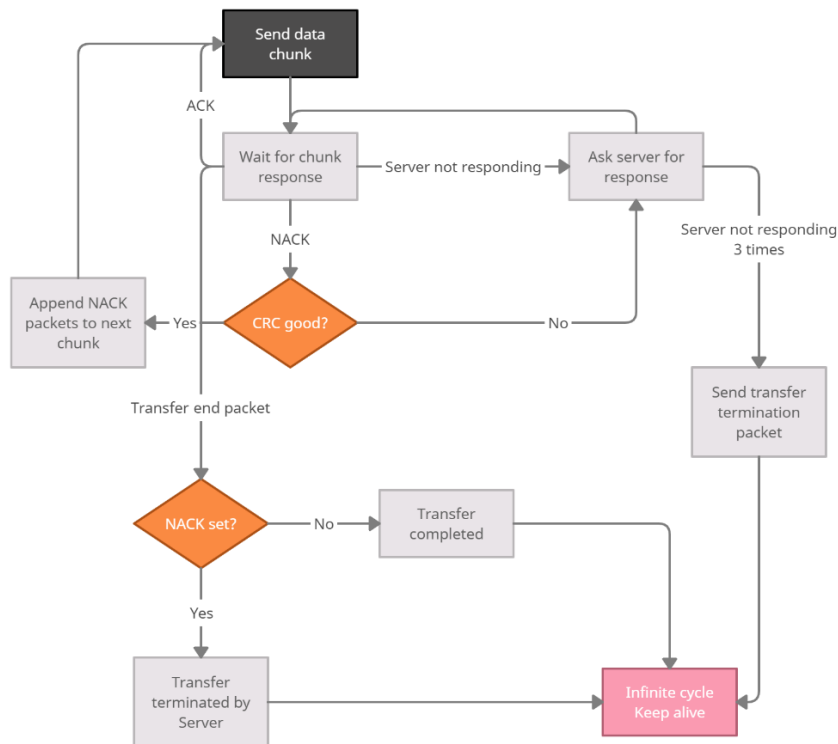 Send data
chunk
ACK
Wait for chunk
response
Server not responding
Ask server for
response
NACK
Server not responding
3 times
Append NACK
packets to next
chunk
Yes
CRC good?
No
Transfer end packet
Send transfer
termination
packet
NACK set?
No
Transfer
completed
Yes
Transfer
terminated by
Server
Infinite cycle
Keep alive